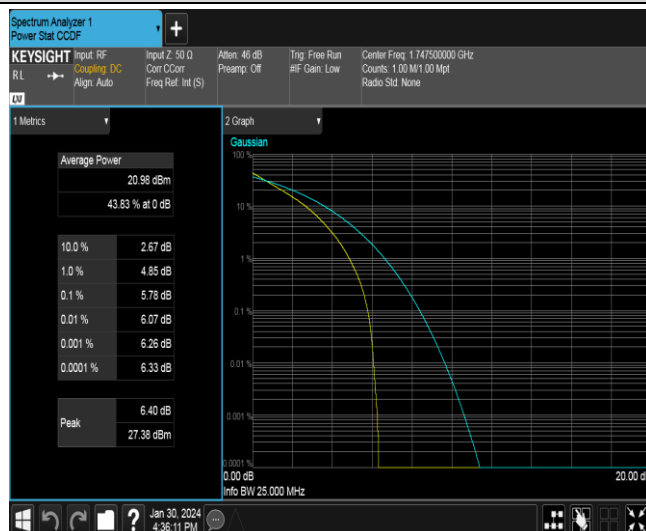 Spectrum Analyzer 1
Power Stat CCDF
+
KEYSIGHT
RL
LXI
Input: RF
Coupling: DC
Align: Auto
Input Z: 50 Ω
Corr CCorr
Freq Ref: Int (S)
Atten: 46 dB
Preamp: Off
Trig: Free Run
#IF Gain: Low
Center Freq: 1.747500000 GHz
Counts: 1.00 M/1.00 Mpt
Radio Std: None
1 Metrics
Average Power
20.98 dBm
43.83 % at 0 dB
10.0 % 2.67 dB
1.0 % 4.85 dB
0.1 % 5.78 dB
0.01 % 6.07 dB
0.001 % 6.26 dB
0.0001 % 6.33 dB
Peak
6.40 dB
27.38 dBm
2 Graph
Gaussian
100 %
10 %
1 %
0.1 %
0.01 %
0.001 %
0.0001 %
0.00 dB
20.00 d
Info BW 25.000 MHz
?
Jan 30, 2024
4:36:11 PM